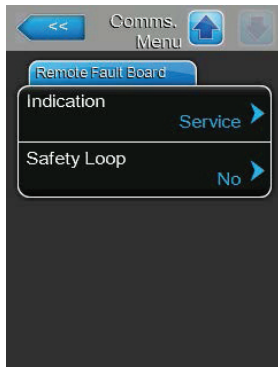 <<
Comms.
Menu
Remote Fault Board
Indication
Service
Safety Loop
No